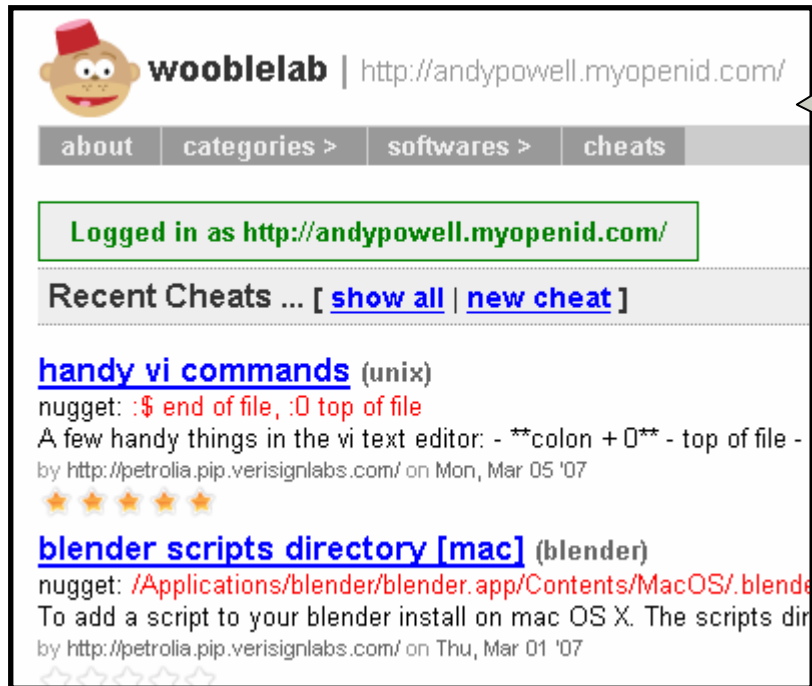 wooblelab | http://andypowell.myopenid.com/
about categories > softwares > cheats
Logged in as http://andypowell.myopenid.com/
Recent Cheats ... [ show all | new cheat ]
handy vi commands (unix)
nugget: :$ end of file, :0 top of file
A few handy things in the vi text editor: - **colon + 0** - top of file -
by http://petrolia.pip.verisignlabs.com/ on Mon, Mar 05 '07
blender scripts directory [mac] (blender)
nugget: /Applications/blender/blender.app/Contents/MacOS/.blende
To add a script to your blender install on mac OS X. The scripts dir
by http://petrolia.pip.verisignlabs.com/ on Thu, Mar 01 '07